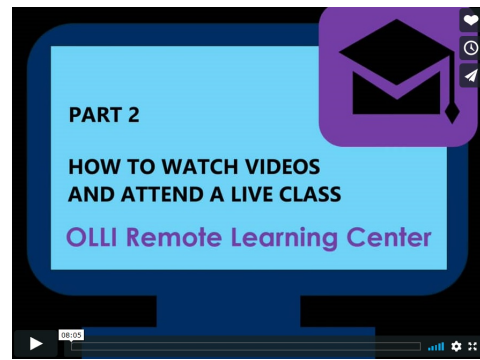 PART 2
HOW TO WATCH VIDEOS
AND ATTEND A LIVE CLASS
OLLI Remote Learning Center
08:05